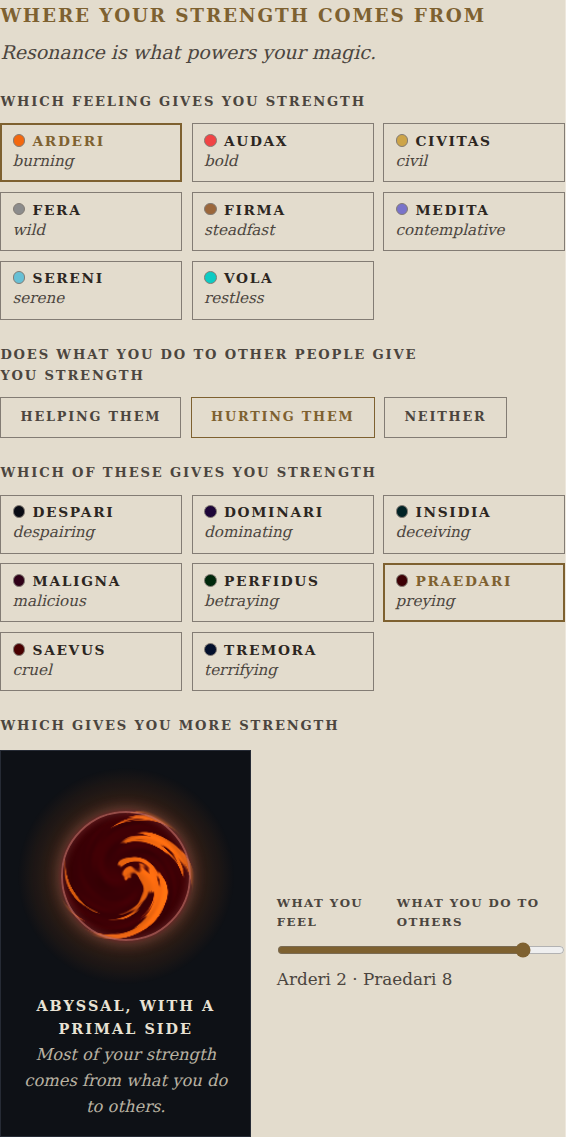 WHERE YOUR STRENGTH COMES FROM
Resonance is what powers your magic.
WHICH FEELING GIVES YOU STRENGTH
ARDERI
burning
AUDAX
bold
CIVITAS
civil
FERA
wild
FIRMA
steadfast
MEDITA
contemplative
SERENI
serene
VOLA
restless
DOES WHAT YOU DO TO OTHER PEOPLE GIVE
YOU STRENGTH
HELPING THEM
HURTING THEM
NEITHER
WHICH OF THESE GIVES YOU STRENGTH
DESPARI
despairing
DOMINARI
dominating
INSIDIA
deceiving
MALIGNA
malicious
PERFIDUS
betraying
PRAEDARI
preying
SAEVUS
cruel
TREMORA
terrifying
WHICH GIVES YOU MORE STRENGTH
ABYSSAL, WITH A
PRIMAL SIDE
Most of your strength
comes from what you do
to others.
WHAT YOU
FEEL
WHAT YOU DO TO
OTHERS
Arderi 2 · Praedari 8